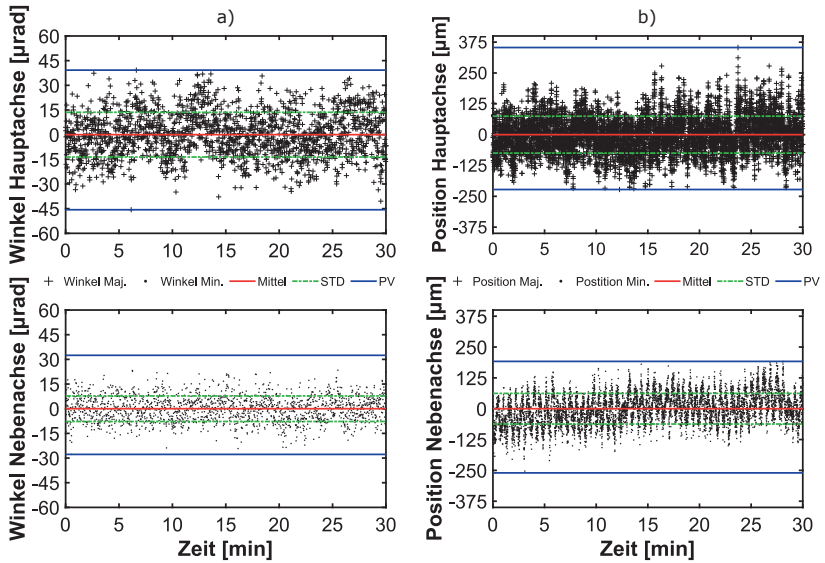 a)
Winkel Hauptachse [µrad]
60
45
30
15
0
-15
-30
-45
-60
0 5 10 15 20 25 30
b)
Position Hauptachse [µm]
375
250
125
0
-125
-250
-375
0 5 10 15 20 25 30
+ Winkel Maj. • Winkel Min. Mittel STD PV
+ Position Maj. • Postition Min. Mittel STD PV
Winkel Nebenachse [µrad]
60
45
30
15
0
-15
-30
-45
-60
0 5 10 15 20 25 30
Zeit [min]
Position Nebenachse [µm]
375
250
125
0
-125
-250
-375
0 5 10 15 20 25 30
Zeit [min]